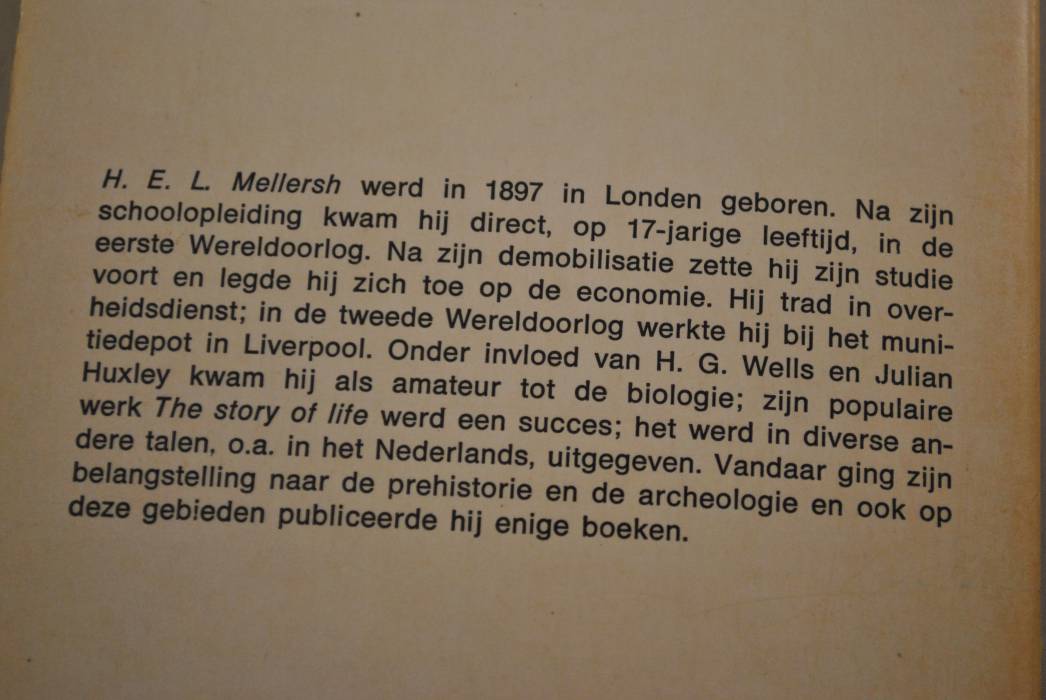 H. E. L. Mellersh werd in 1897 in Londen geboren. Na zijn
schoolopleiding kwam hij direct, op 17-jarige leeftijd, in de
eerste Wereldoorlog. Na zijn demobilisatie zette hij zijn studie
voort en legde hij zich toe op de economie. Hij trad in over-
heidsdienst; in de tweede Wereldoorlog werkte hij bij het muni-
tiedepot in Liverpool. Onder invloed van H. G. Wells en Julian
Huxley kwam hij als amateur tot de biologie; zijn populaire
werk The story of life werd een succes; het werd in diverse an-
dere talen, o.a. in het Nederlands, uitgegeven. Vandaar ging zijn
belangstelling naar de prehistorie en de archeologie en ook op
deze gebieden publiceerde hij enige boeken.